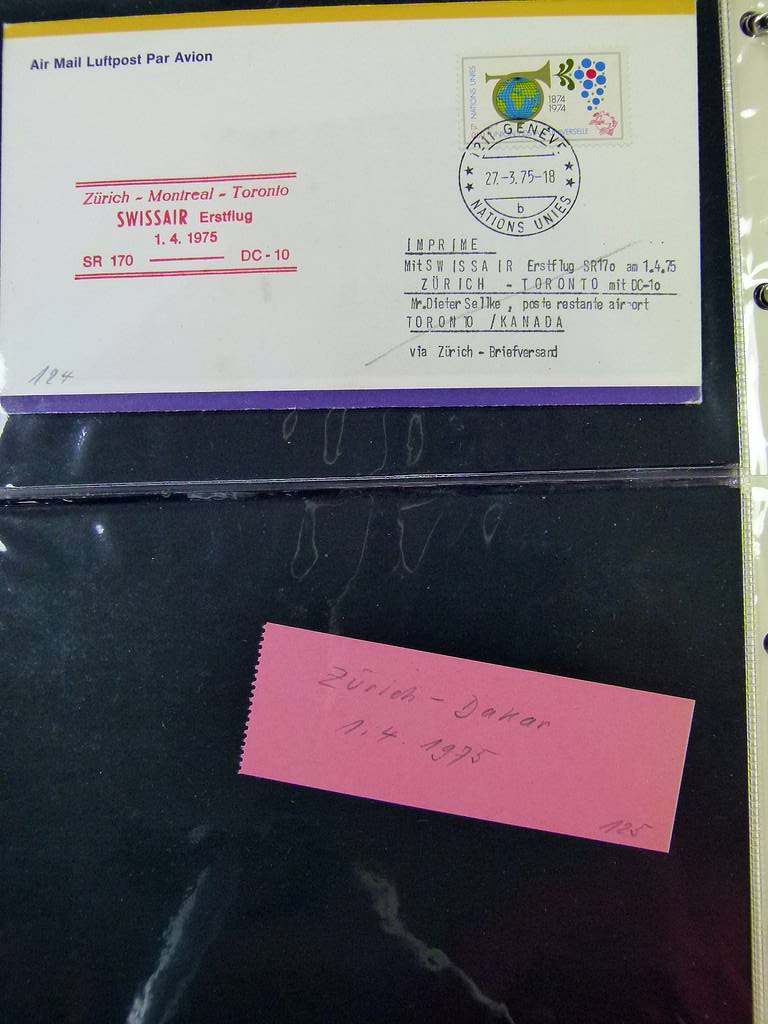 Air Mail Luftpost Par Avion
NATIONS UNIES
1874
1974
1211 GENÈVE
27.-3.75-18
b
NATIONS UNIES
Zürich - Montreal - Toronto
SWISSAIR Erstflug
1. 4. 1975
SR 170 DC-10
IMPRIME
Mit SWISSAIR Erstflug SR17o am 1.4.75
ZÜRICH - TORONTO mit DC-1o
Mr.Dieter Sellke, poste restante airport
TORONTO /KANADA
via Zürich - Briefversand
124
Zürich - Dakar
1. 4. 1975
125